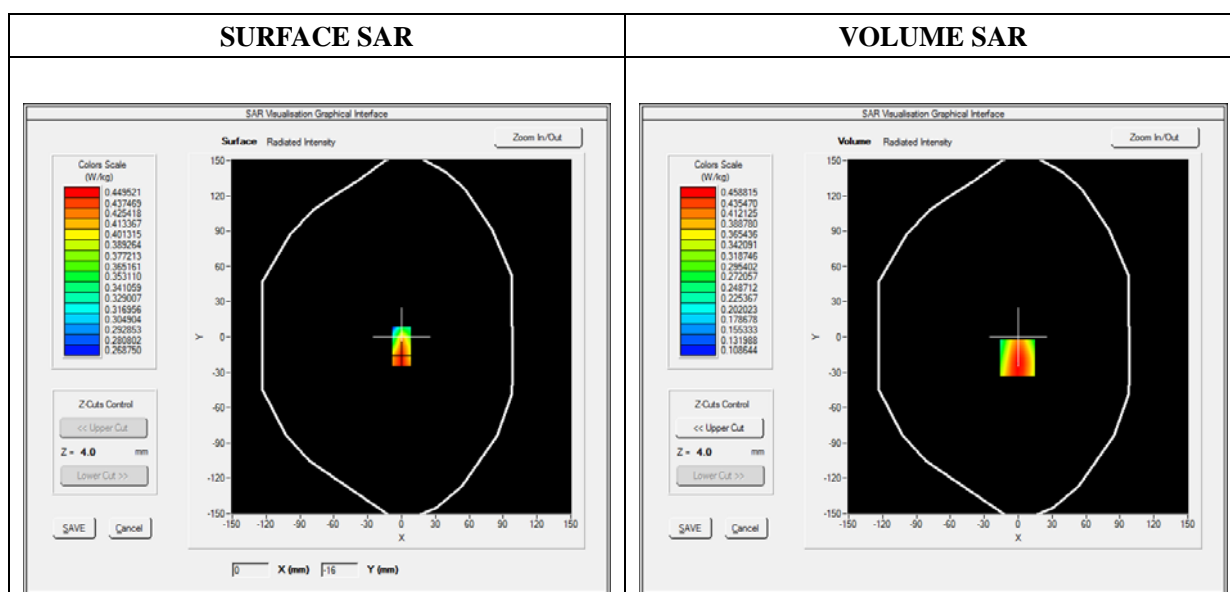 SURFACE SAR
VOLUME SAR
SAR Visualisation Graphical Interface
Surface Radiated Intensity
Zoom In/Out
Colors Scale
(W/kg)
0.449521
0.437469
0.425418
0.413367
0.401315
0.389264
0.377213
0.365161
0.353110
0.341059
0.329007
0.316956
0.304904
0.292853
0.280802
0.268750
Z-Cuts Control
<< Upper Cut
Z = 4.0 mm
Lower Cut >>
SAVE Cancel
150
120
90
60
30
0
-30
-60
-90
-120
-150
Y
-150 -120 -90 -60 -30 0 30 60 90 120 150
X
0 X (mm) -16 Y (mm)
SAR Visualisation Graphical Interface
Volume Radiated Intensity
Zoom In/Out
Colors Scale
(W/kg)
0.458815
0.435470
0.412125
0.388780
0.365436
0.342091
0.318746
0.295402
0.272057
0.248712
0.225367
0.202023
0.178678
0.155333
0.131988
0.108644
Z-Cuts Control
<< Upper Cut
Z = 4.0 mm
Lower Cut >>
SAVE Cancel
150
120
90
60
30
0
-30
-60
-90
-120
-150
Y
-150 -120 -90 -60 -30 0 30 60 90 120 150
X